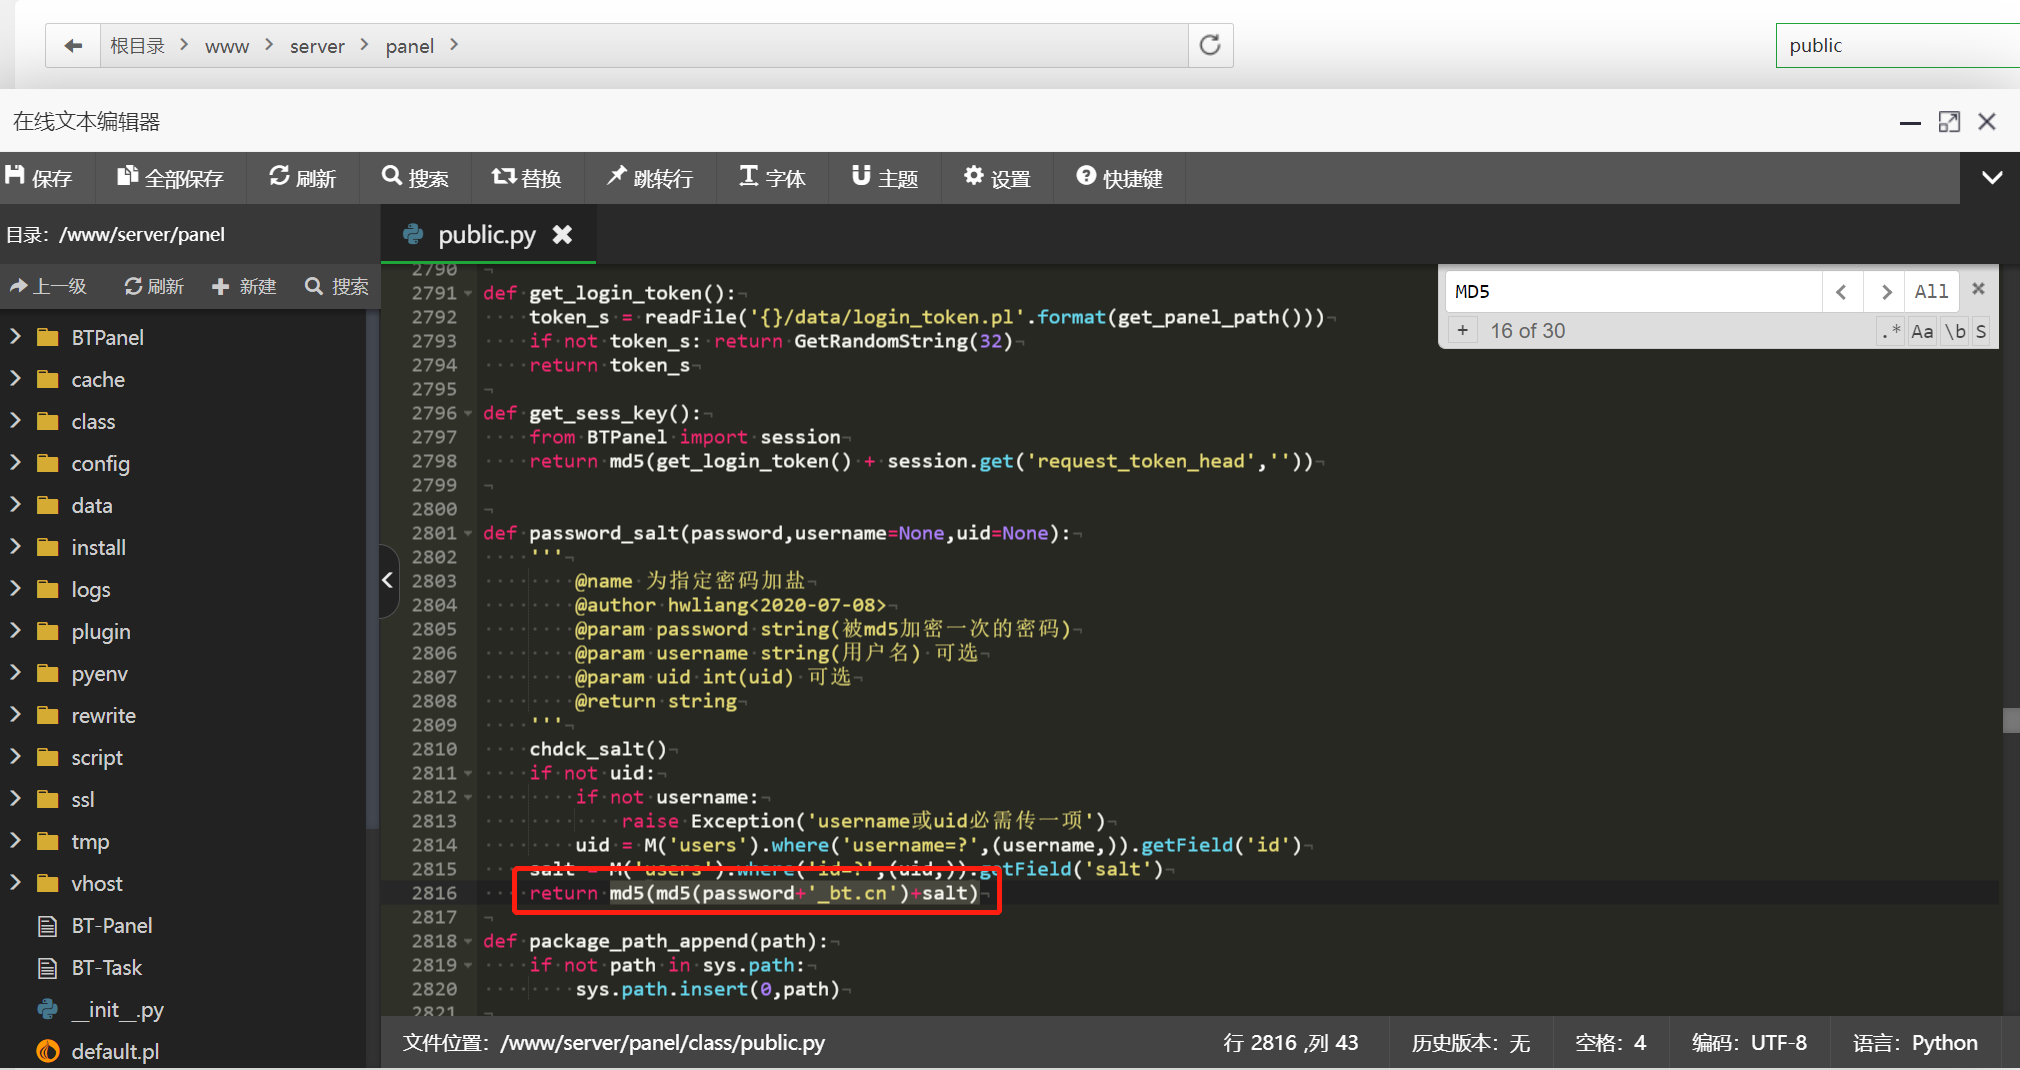 根目录 > www > server > panel >
public
在线文本编辑器
保存 全部保存 刷新 搜索 替换 跳转行 字体 主题 设置 快捷键
目录: /www/server/panel
public.py
上一级 刷新 新建 搜索
BTPanel
cache
class
config
data
install
logs
plugin
pyenv
rewrite
script
ssl
tmp
vhost
BT-Panel
BT-Task
__init__.py
default.pl
MD5
All
+ 16 of 30 .* Aa \b S
2790
2791 def get_login_token():
2792 token_s = readFile('{}/data/login_token.pl'.format(get_panel_path()))
2793 if not token_s: return GetRandomString(32)
2794 return token_s
2795
2796 def get_sess_key():
2797 from BTPanel import session
2798 return md5(get_login_token() + session.get('request_token_head',''))
2799
2800
2801 def password_salt(password,username=None,uid=None):
2802 '''
2803 @name 为指定密码加盐
2804 @author hwliang<2020-07-08>
2805 @param password string(被md5加密一次的密码)
2806 @param username string(用户名) 可选
2807 @param uid int(uid) 可选
2808 @return string
2809 '''
2810 chdck_salt()
2811 if not uid:
2812 if not username:
2813 raise Exception('username或uid必需传一项')
2814 uid = M('users').where('username=?',(username,)).getField('id')
2815 salt = M('users').where('id=?',(uid,)).getField('salt')
2816 return md5(md5(password+'_bt.cn')+salt)
2817
2818 def package_path_append(path):
2819 if not path in sys.path:
2820 sys.path.insert(0,path)
2821
文件位置: /www/server/panel/class/public.py 行 2816 ,列 43 历史版本: 无 空格: 4 编码: UTF-8 语言: Python